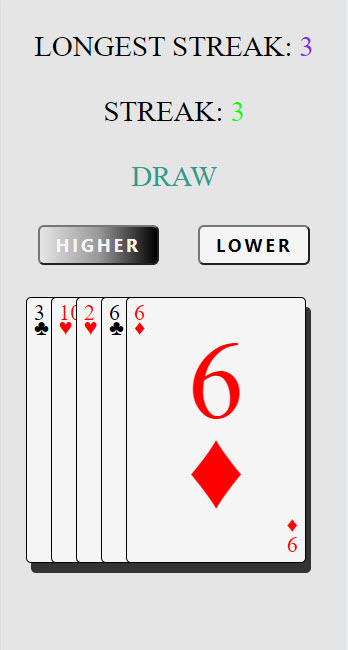 LONGEST STREAK: 3
STREAK: 3
DRAW
HIGHER LOWER
3 10 2 6 6
♣ ♥ ♥ ♣ ♦
6
♦
♦
6